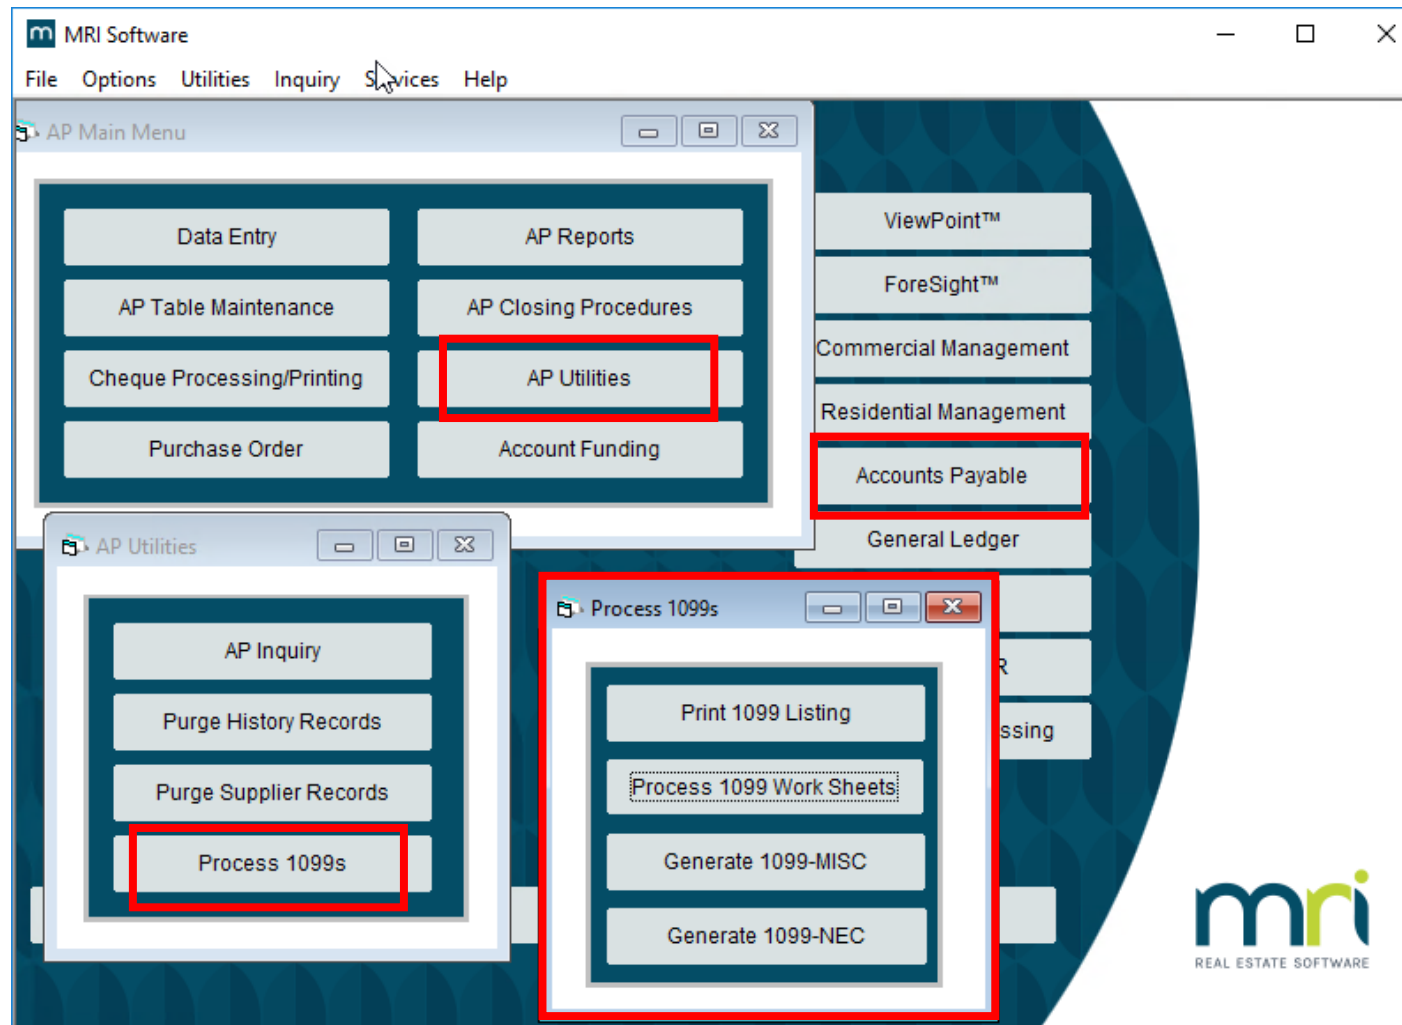 MRI Software
File Options Utilities Inquiry Services Help
AP Main Menu
Data Entry
AP Reports
AP Table Maintenance
AP Closing Procedures
Cheque Processing/Printing
AP Utilities
Purchase Order
Account Funding
ViewPoint™
ForeSight™
Commercial Management
Residential Management
Accounts Payable
General Ledger
R
ssing
AP Utilities
AP Inquiry
Purge History Records
Purge Supplier Records
Process 1099s
Process 1099s
Print 1099 Listing
Process 1099 Work Sheets
Generate 1099-MISC
Generate 1099-NEC
mri
REAL ESTATE SOFTWARE